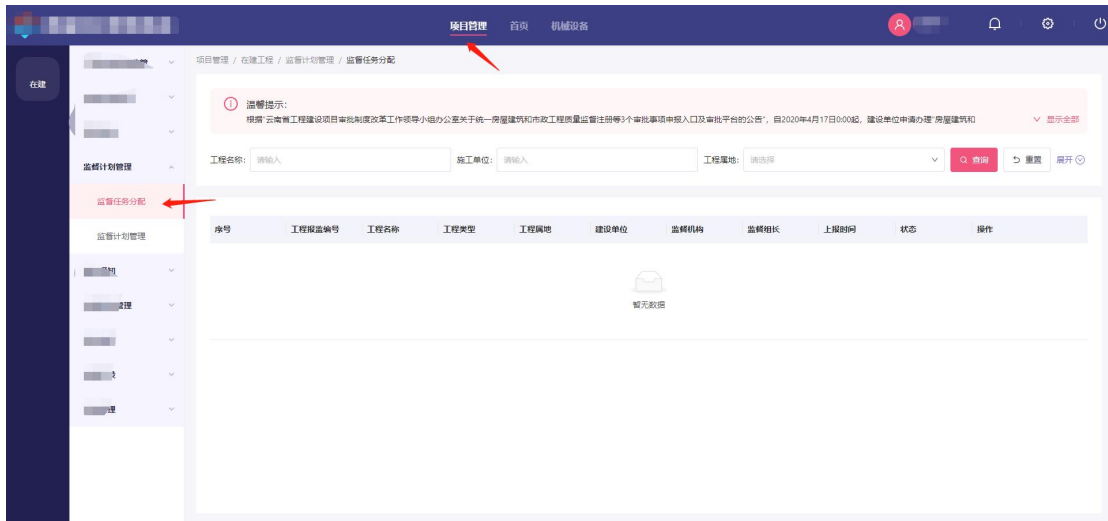 项目管理 首页 机械设备
在建
项目管理 / 在建工程 / 监督计划管理 / 监督任务分配
温馨提示：
根据“云南省工程建设项目审批制度改革工作领导小组办公室关于统一房屋建筑和市政工程质量监督注册等3个审批事项申报入口及审批平台的公告”，自2020年4月17日0:00起，建设单位申请办理“房屋建筑和
显示全部
监督计划管理
监督任务分配
监督计划管理
理
理
工程名称： 请输入 施工单位： 请输入 工程属地： 请选择 查询 重置 展开
序号 工程报监编号 工程名称 工程类型 工程属地 建设单位 监督机构 监督组长 上报时间 状态 操作
暂无数据